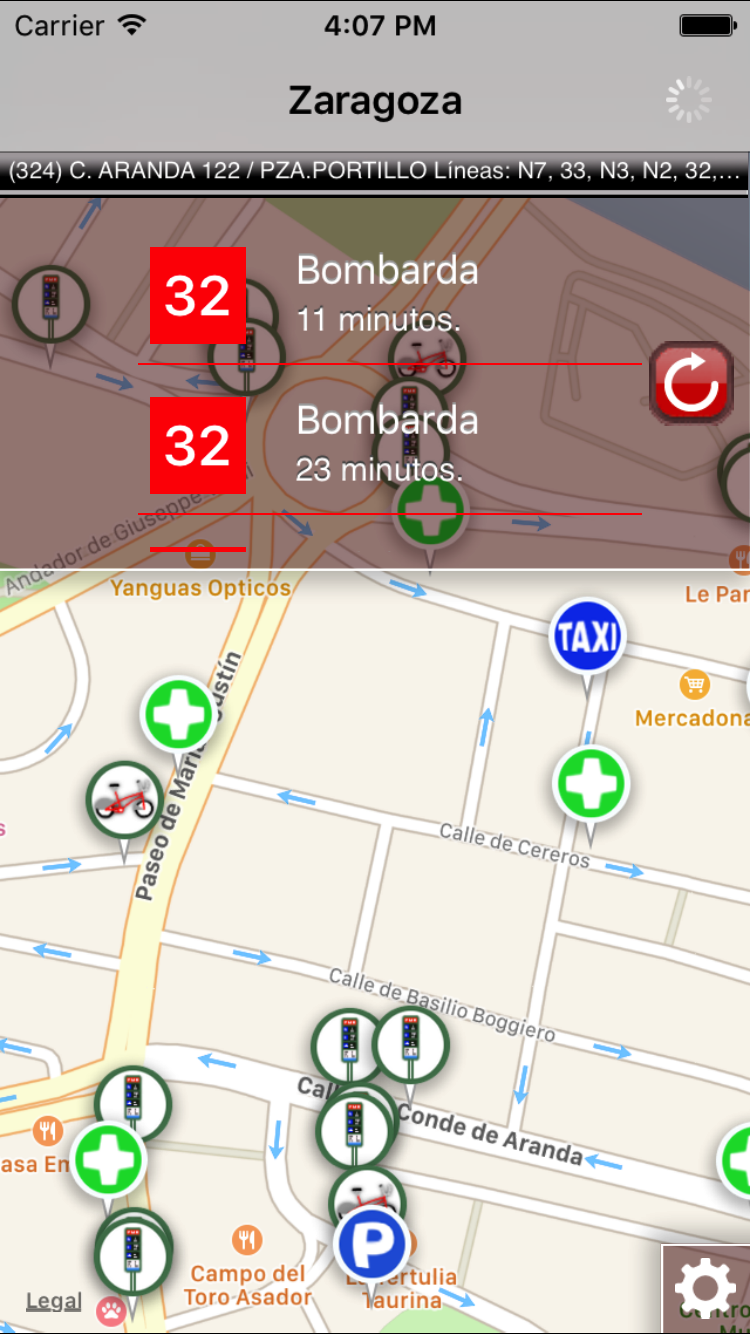 Carrier 4:07 PM
Zaragoza
(324) C. ARANDA 122 / PZA.PORTILLO Líneas: N7, 33, N3, N2, 32,...
32 Bombarda
11 minutos.
32 Bombarda
23 minutos.
Andador de Giuseppe
Yanguas Opticos
Le Par
TAXI
Mercadona
Paseo de María Agustín
Calle de Cereros
Calle de Basilio Boggiero
Calle Conde de Aranda
asa Em
P
Campo del
Toro Asador
La Tertulia
Taurina
Legal